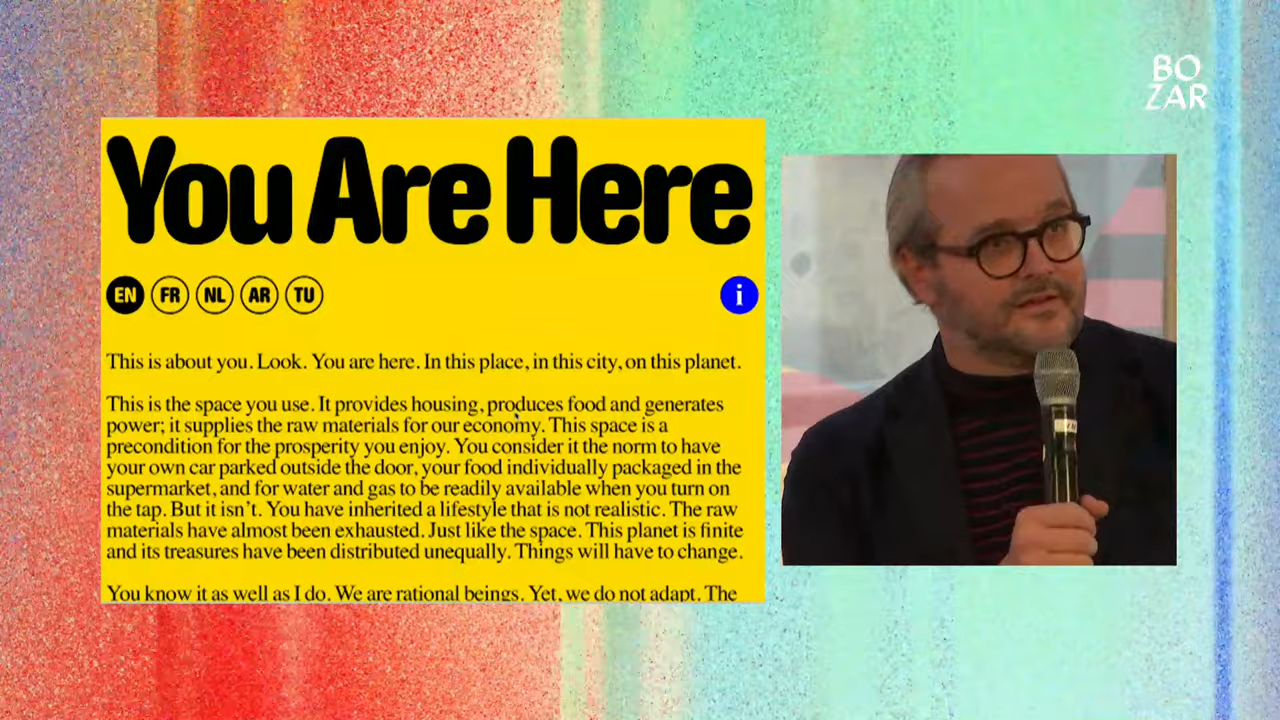 BO
ZAR
You Are Here
EN FR NL AR TU i
This is about you. Look. You are here. In this place, in this city, on this planet.
This is the space you use. It provides housing, produces food and generates
power; it supplies the raw materials for our economy. This space is a
precondition for the prosperity you enjoy. You consider it the norm to have
your own car parked outside the door, your food individually packaged in the
supermarket, and for water and gas to be readily available when you turn on
the tap. But it isn't. You have inherited a lifestyle that is not realistic. The raw
materials have almost been exhausted. Just like the space. This planet is finite
and its treasures have been distributed unequally. Things will have to change.
You know it as well as I do. We are rational beings. Yet, we do not adapt. The